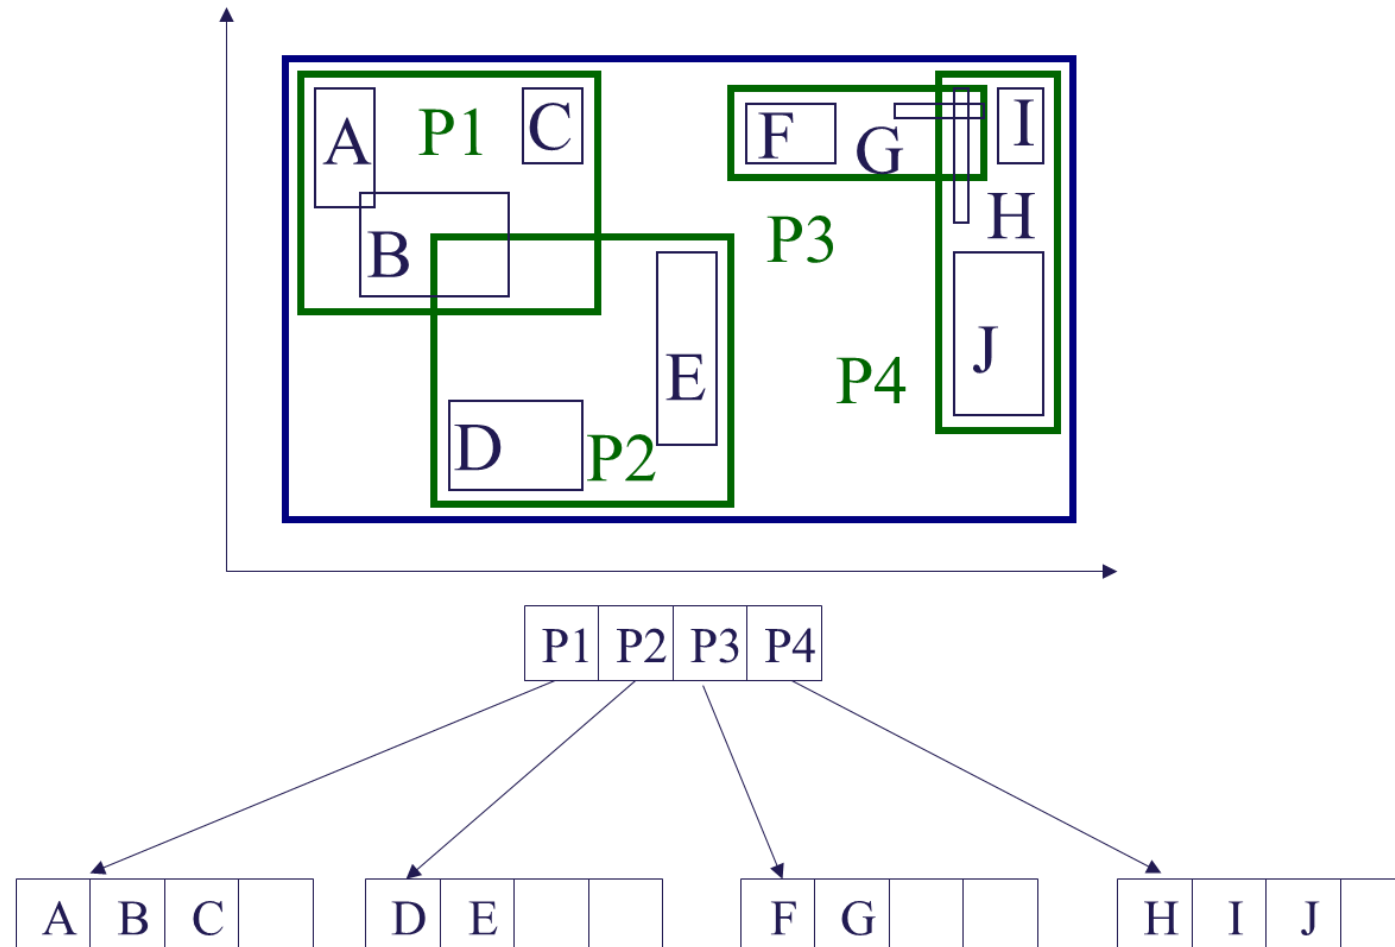 A P1 C F G I
B P3 H
E J P4
D P2
P1 P2 P3 P4
A B C D E F G H I J